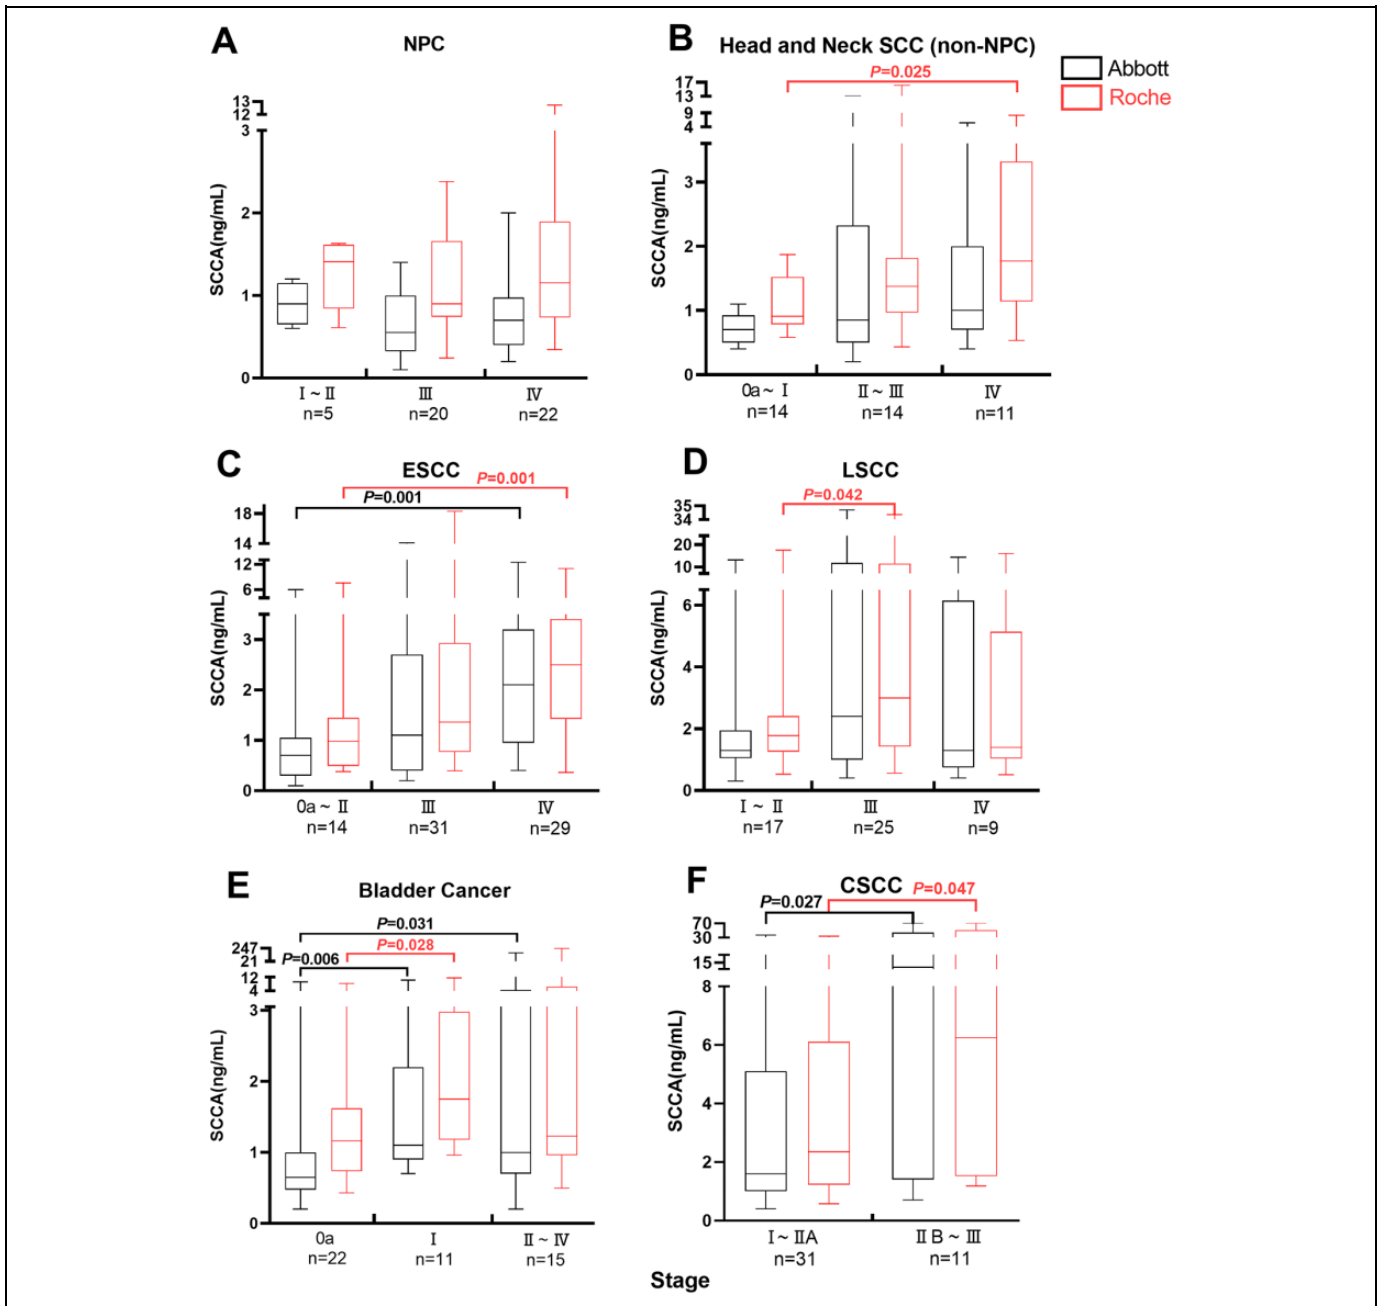 A
NPC
13
12
3
2
1
0
SCCA(ng/mL)
Ⅰ ~ Ⅱ
Ⅲ
Ⅳ
n=5
n=20
n=22
B
Head and Neck SCC (non-NPC)
P=0.025
17
13
9
4
3
2
1
0
SCCA(ng/mL)
0a ~ Ⅰ
Ⅱ ~ Ⅲ
Ⅳ
n=14
n=14
n=11
Abbott
Roche
C
ESCC
P=0.001
P=0.001
18
14
12
6
3
2
1
0
SCCA(ng/mL)
0a ~ Ⅱ
Ⅲ
Ⅳ
n=14
n=31
n=29
D
LSCC
P=0.042
35
34
20
10
6
4
2
0
SCCA(ng/mL)
Ⅰ ~ Ⅱ
Ⅲ
Ⅳ
n=17
n=25
n=9
E
Bladder Cancer
P=0.031
P=0.028
P=0.006
247
21
12
4
3
2
1
0
SCCA(ng/mL)
0a
Ⅰ
Ⅱ ~ Ⅳ
n=22
n=11
n=15
F
CSCC
P=0.047
P=0.027
70
30
15
8
6
4
2
0
SCCA(ng/mL)
Ⅰ ~ ⅡA
Ⅱ B ~ Ⅲ
n=31
n=11
Stage